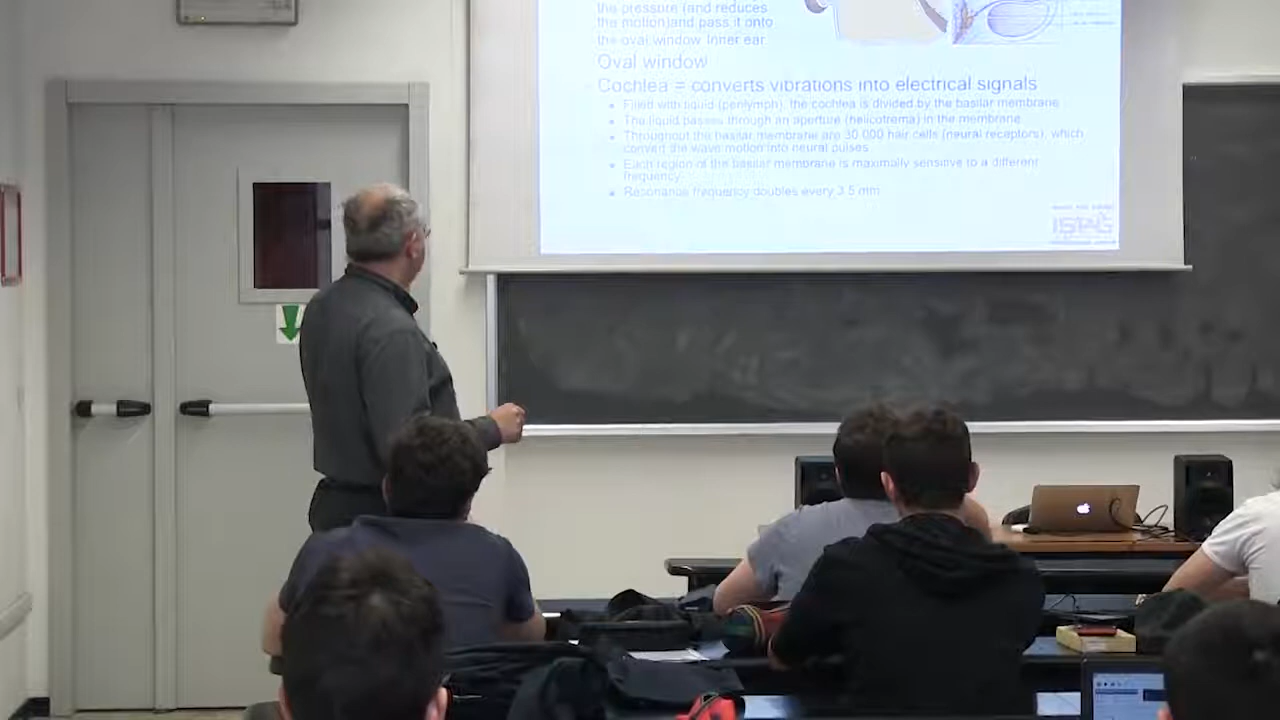 the pressure (and reduces
the motion)and pass it onto
the oval window Inner ear
Oval window
Cochlea = converts vibrations into electrical signals
Filled with liquid (perilymph), the cochlea is divided by the basilar membrane
The liquid passes through an aperture (helicotrema) in the membrane
Throughout the basilar membrane are 30.000 hair cells (neural receptors), which
convert the wave motion into neural pulses
Each region of the basilar membrane is maximally sensitive to a different
frequency
Resonance frequency doubles every 3.5 mm
ISPG